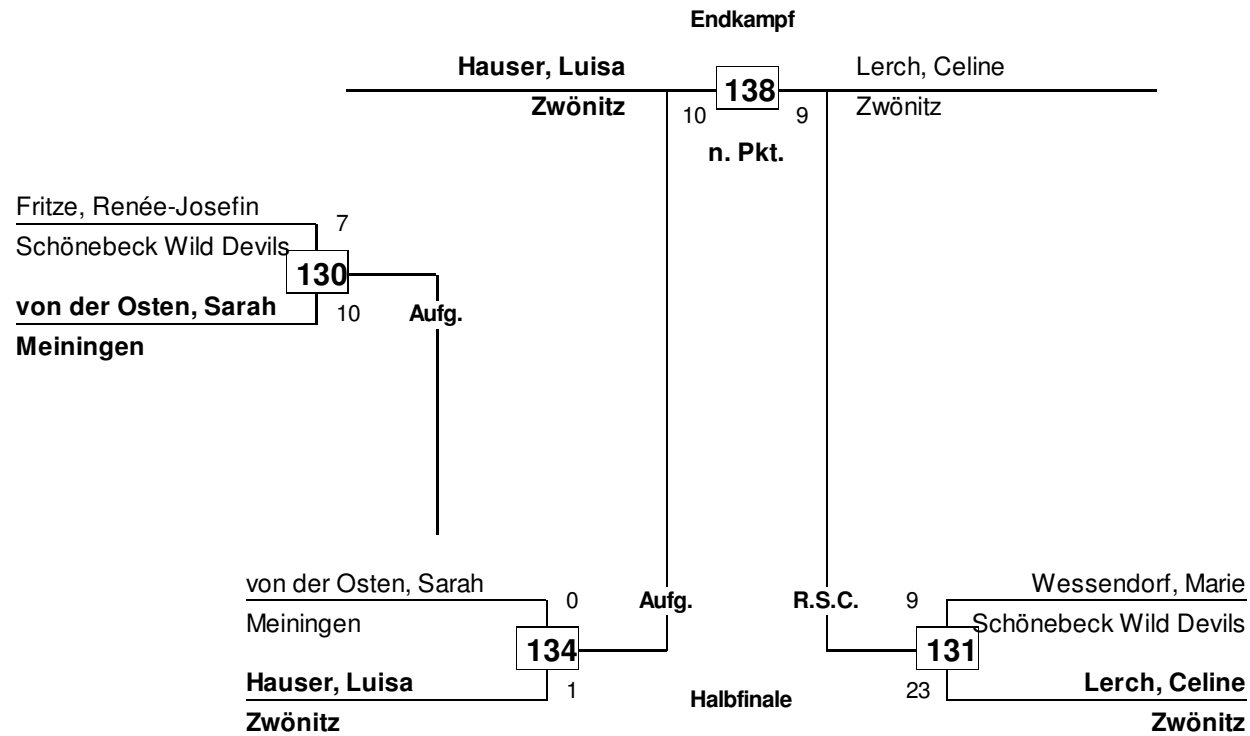 Endkampf
Hauser, Luisa
Lerch, Celine
138
Zwönitz
Zwönitz
10
9
n. Pkt.
Fritze, Renée-Josefin
7
Schönebeck Wild Devils
130
von der Osten, Sarah
10
Aufg.
Meiningen
von der Osten, Sarah
0
Aufg.
R.S.C.
9
Wessendorf, Marie
Meiningen
Schönebeck Wild Devils
134
131
Hauser, Luisa
1
Halbfinale
23
Lerch, Celine
Zwönitz
Zwönitz